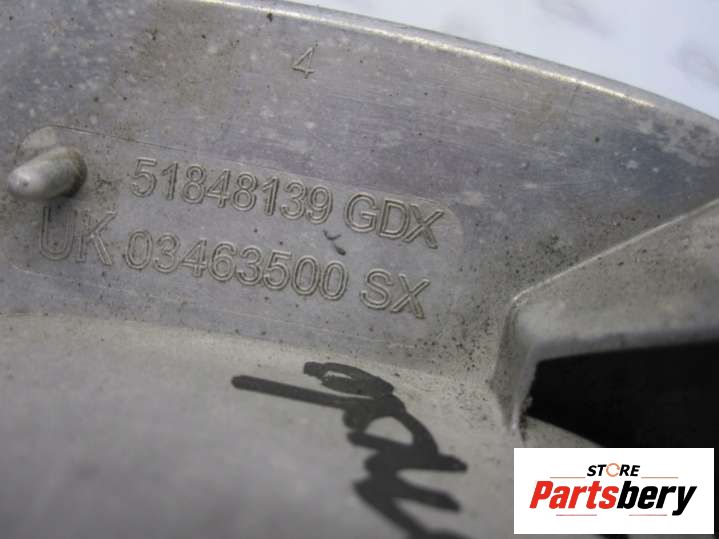 4
51848139 GDX
UK 03463500 SX
STORE
Partsbery